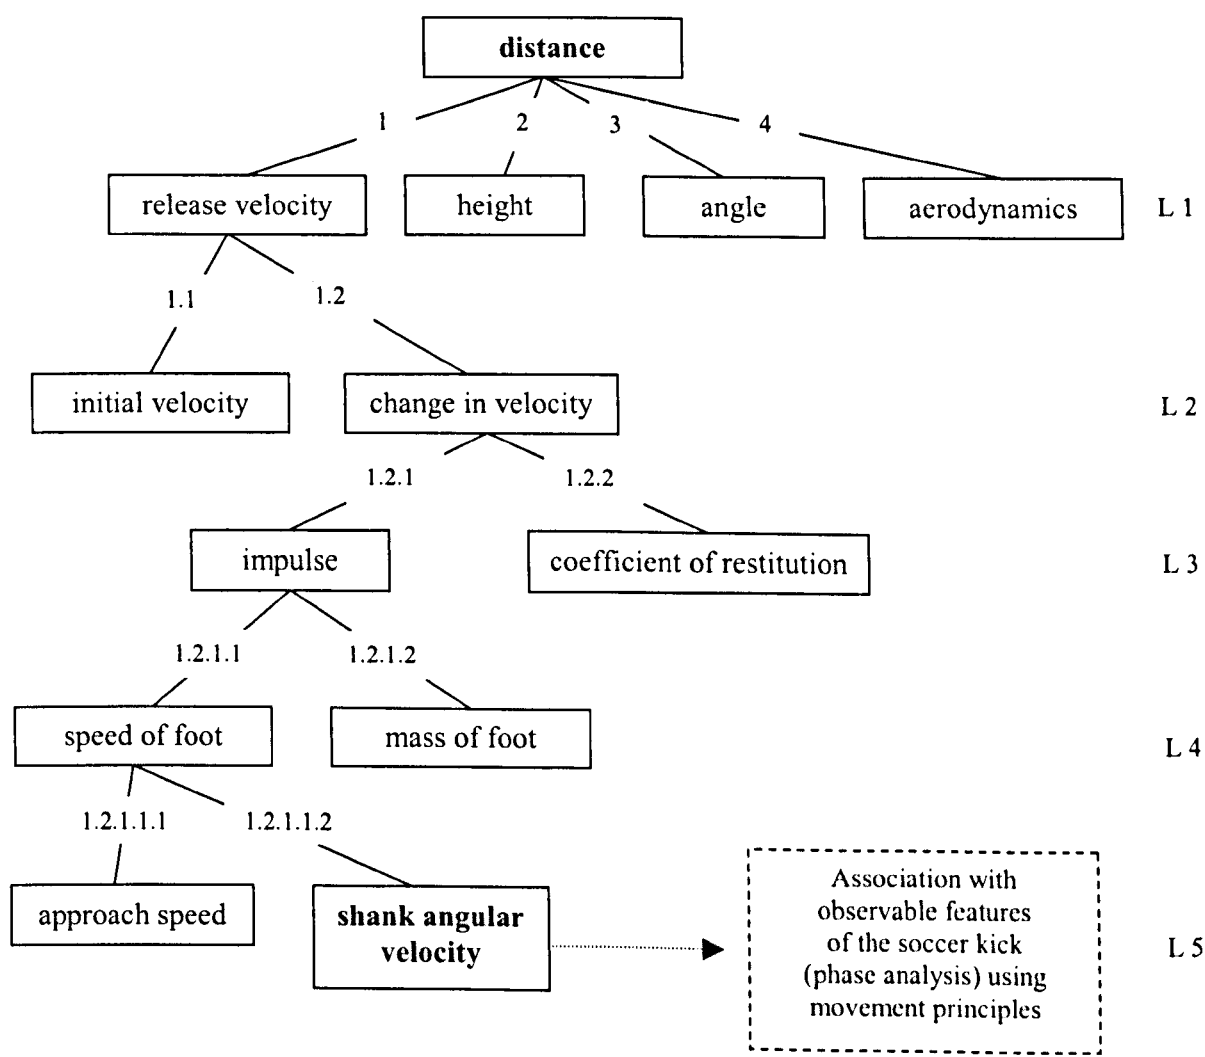 distance
1 2 3 4
release velocity height angle aerodynamics L 1
1.1 1.2
initial velocity change in velocity L 2
1.2.1 1.2.2
impulse coefficient of restitution L 3
1.2.1.1 1.2.1.2
speed of foot mass of foot L 4
1.2.1.1.1 1.2.1.1.2
approach speed
shank angular
velocity
Association with
observable features
of the soccer kick
(phase analysis) using
movement principles
L 5